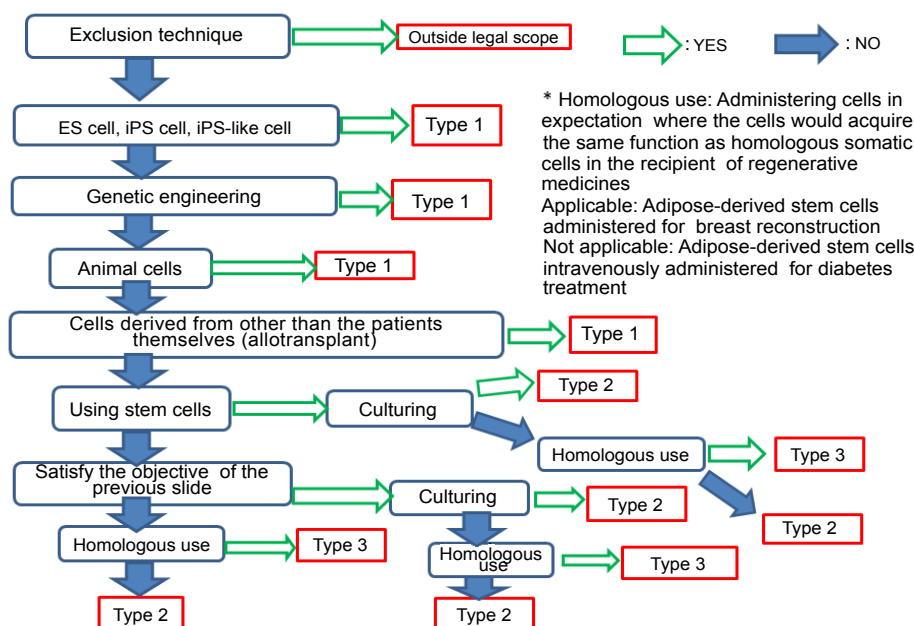 Exclusion technique
Outside legal scope
: YES
: NO
* Homologous use: Administering cells in
expectation where the cells would acquire
the same function as homologous somatic
cells in the recipient of regenerative
medicines
Applicable: Adipose-derived stem cells
administered for breast reconstruction
Not applicable: Adipose-derived stem cells
intravenously administered for diabetes
treatment
ES cell, iPS cell, iPS-like cell
Type 1
Genetic engineering
Type 1
Animal cells
Type 1
Cells derived from other than the patients
themselves (allotransplant)
Type 1
Using stem cells
Culturing
Type 2
Homologous use
Type 3
Type 2
Satisfy the objective of the
previous slide
Culturing
Type 2
Homologous use
Type 3
Homologous
use
Type 3
Type 2
Type 2